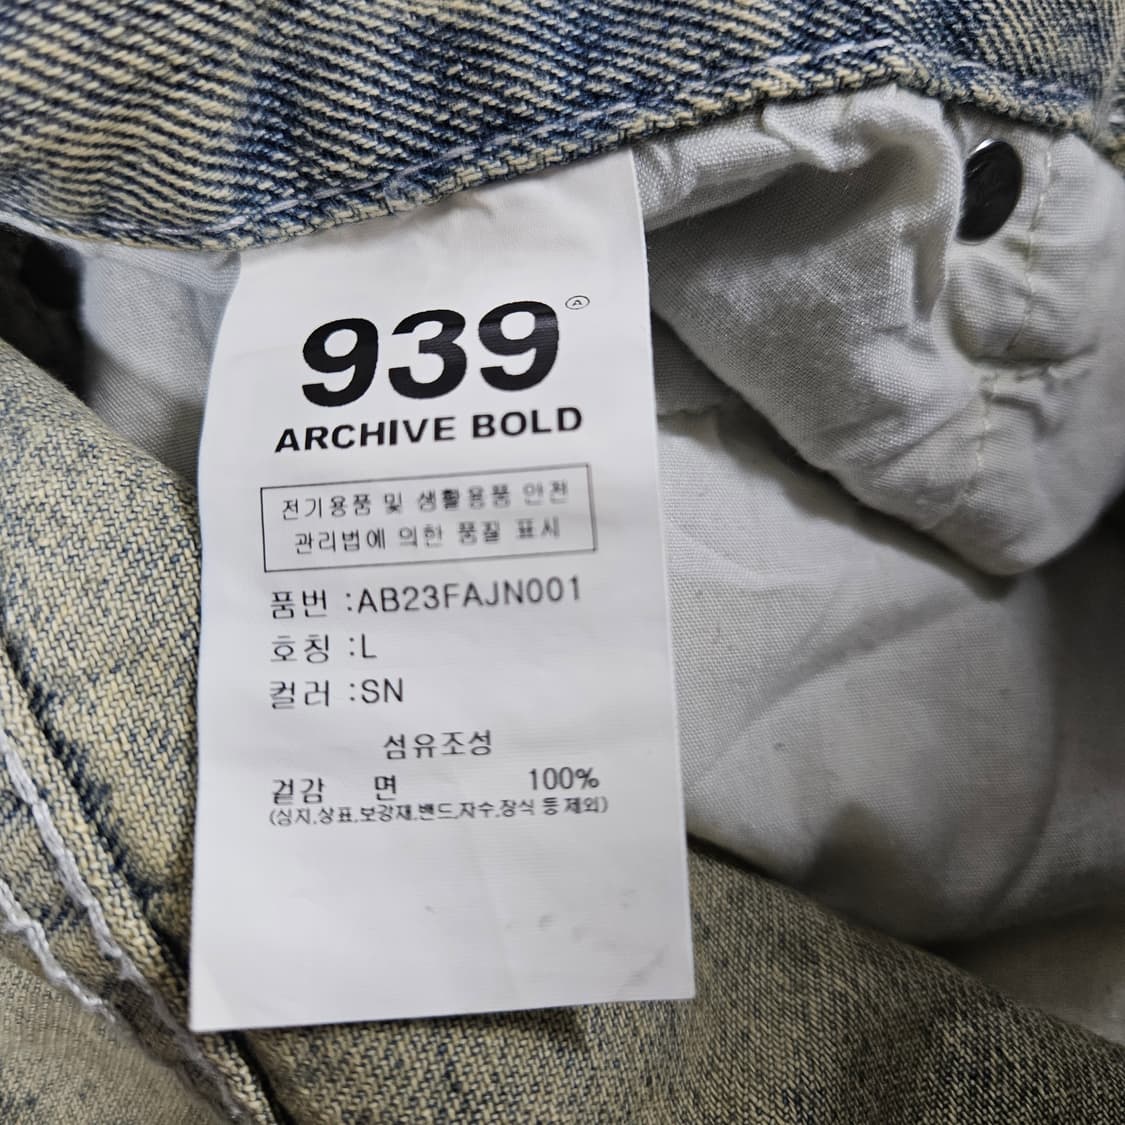 939 Ⓐ
ARCHIVE BOLD
전기용품 및 생활용품 안전
관리법에 의한 품질 표시
품번 :AB23FAJN001
호칭 :L
컬러 :SN
섬유조성
겉감 면 100%
(심지,상표,보강재,밴드,자수,장식 등 제외)